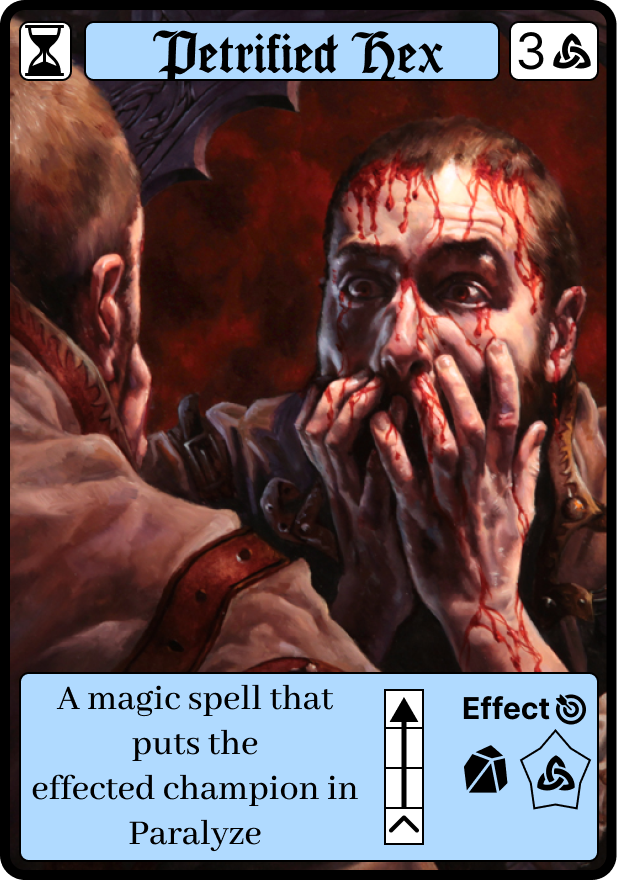 Petrified Hex
3
A magic spell that
puts the
effected champion in
Paralyze
Effect